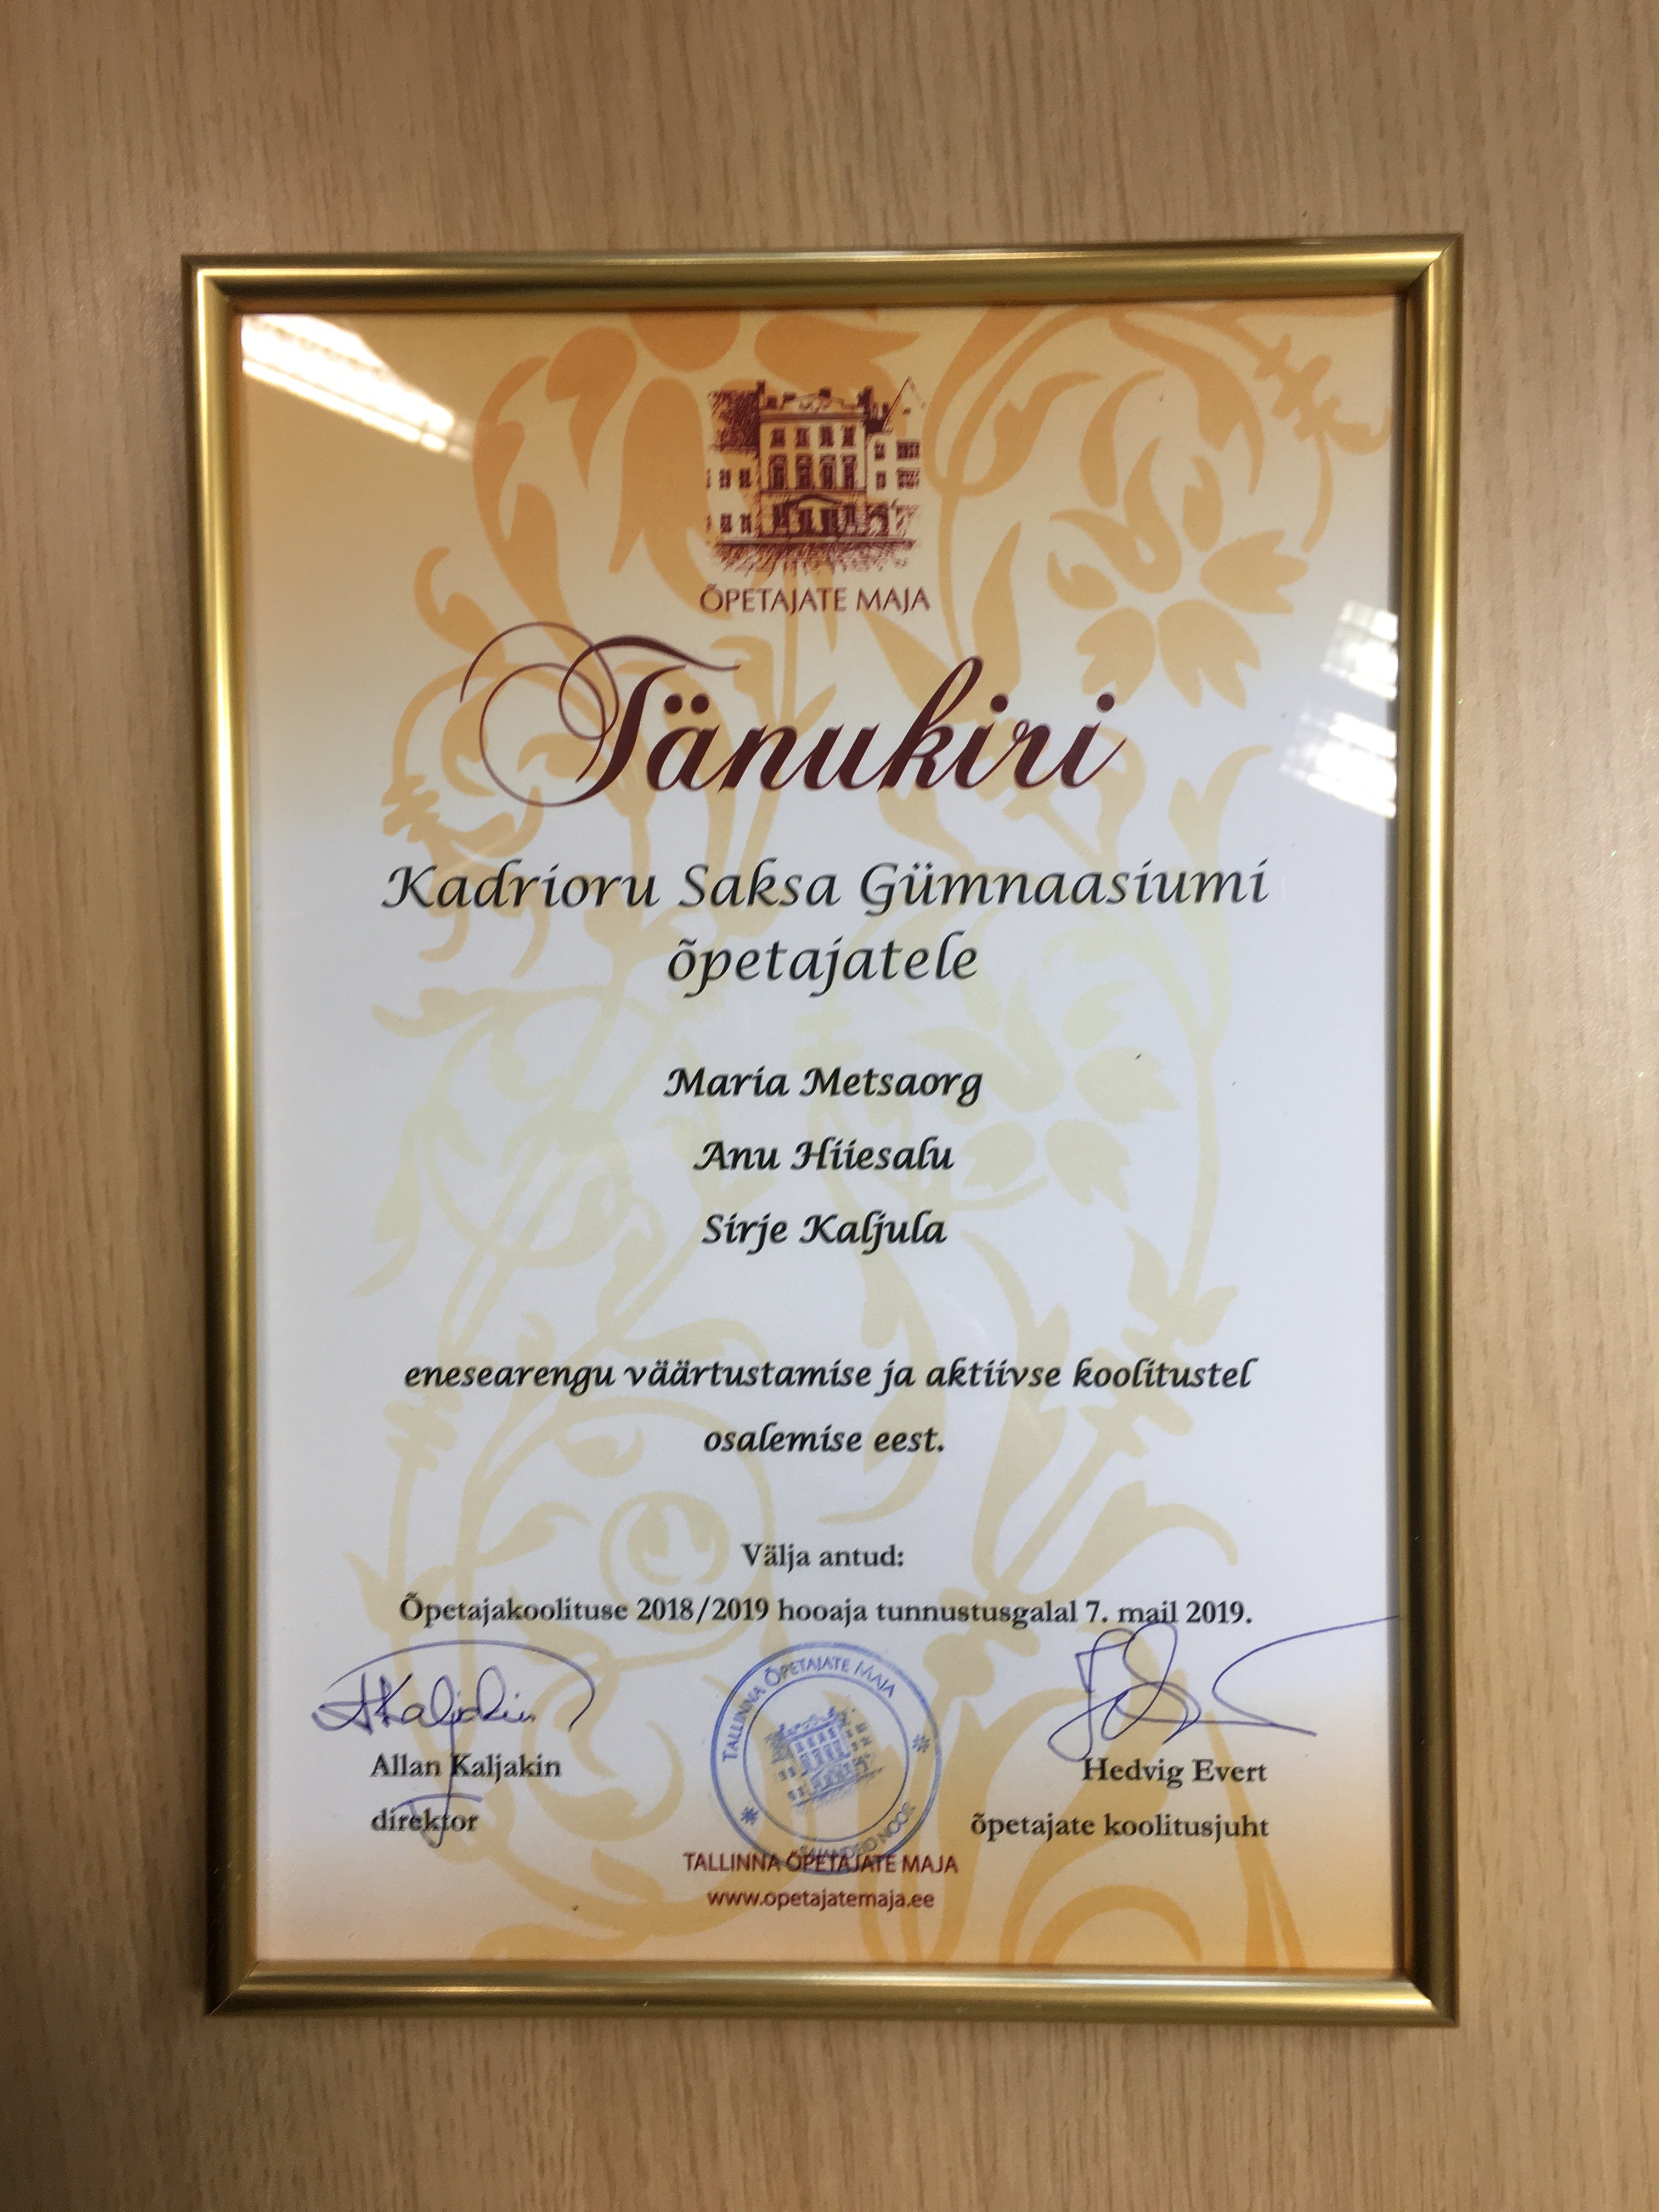 ÕPETAJATE MAJA
Tänukiri
Kadrioru Saksa Gümnaasiumi
õpetajatele
Maria Metsaorg
Anu Hiiesalu
Sirje Kaljula
enesearengu väärtustamise ja aktiivse koolitustel
osalemise eest.
Välja antud:
Õpetajakoolituse 2018/2019 hooaja tunnustusgalal 7. mail 2019.
AKaljakin
TALLINNA ÕPETAJATE MAJA
Allan Kaljakin
direktor
Hedvig Evert
õpetajate koolitusjuht
TALLINNA ÕPETAJATE MAJA
www.opetajatemaja.ee